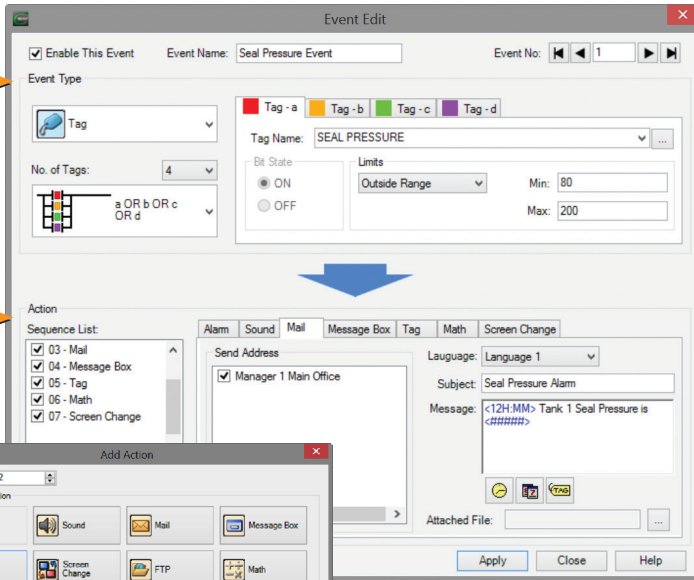 Event Edit
Enable This Event Event Name: Seal Pressure Event Event No: 1
Event Type
Tag
No. of Tags: 4
a OR b OR c
OR d
Tag - a Tag - b Tag - c Tag - d
Tag Name: SEAL PRESSURE ...
Bit State
ON
OFF
Limits
Outside Range Min: 80
Max: 200
Action
Sequence List:
03 - Mail
04 - Message Box
05 - Tag
06 - Math
07 - Screen Change
Alarm Sound Mail Message Box Tag Math Screen Change
Send Address
Manager 1 Main Office
Lauguage: Language 1
Subject: Seal Pressure Alarm
Message: <12H:MM> Tank 1 Seal Pressure is
<#####>
TAG
Attached File: ...
Apply Close Help
Add Action
2
Sound Mail Message Box
Screen
Change FTP Math